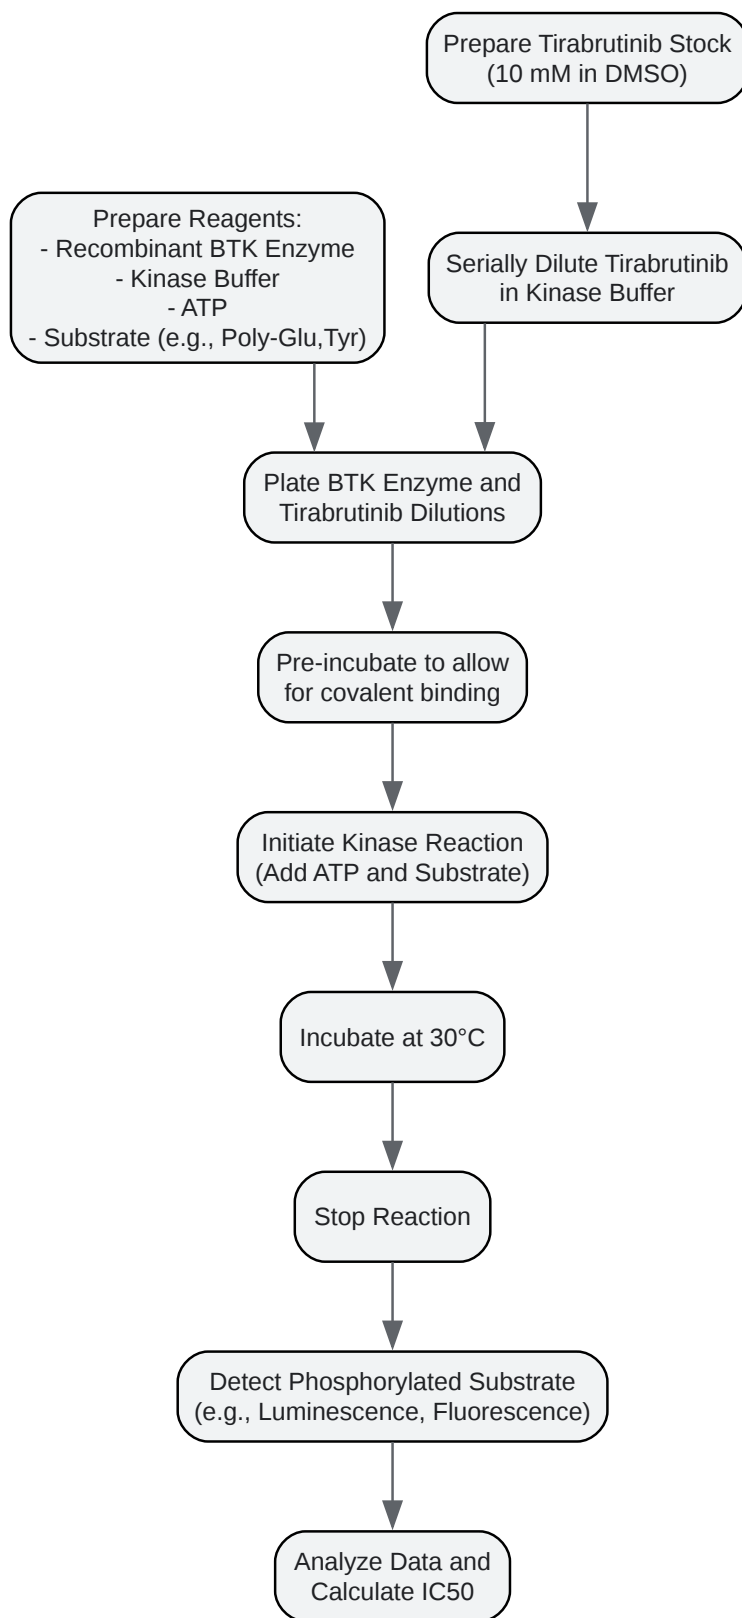 Prepare Tirabrutinib Stock
(10 mM in DMSO)
Prepare Reagents:
- Recombinant BTK Enzyme
- Kinase Buffer
- ATP
- Substrate (e.g., Poly-Glu,Tyr)
Serially Dilute Tirabrutinib
in Kinase Buffer
Plate BTK Enzyme and
Tirabrutinib Dilutions
Pre-incubate to allow
for covalent binding
Initiate Kinase Reaction
(Add ATP and Substrate)
Incubate at 30°C
Stop Reaction
Detect Phosphorylated Substrate
(e.g., Luminescence, Fluorescence)
Analyze Data and
Calculate IC50